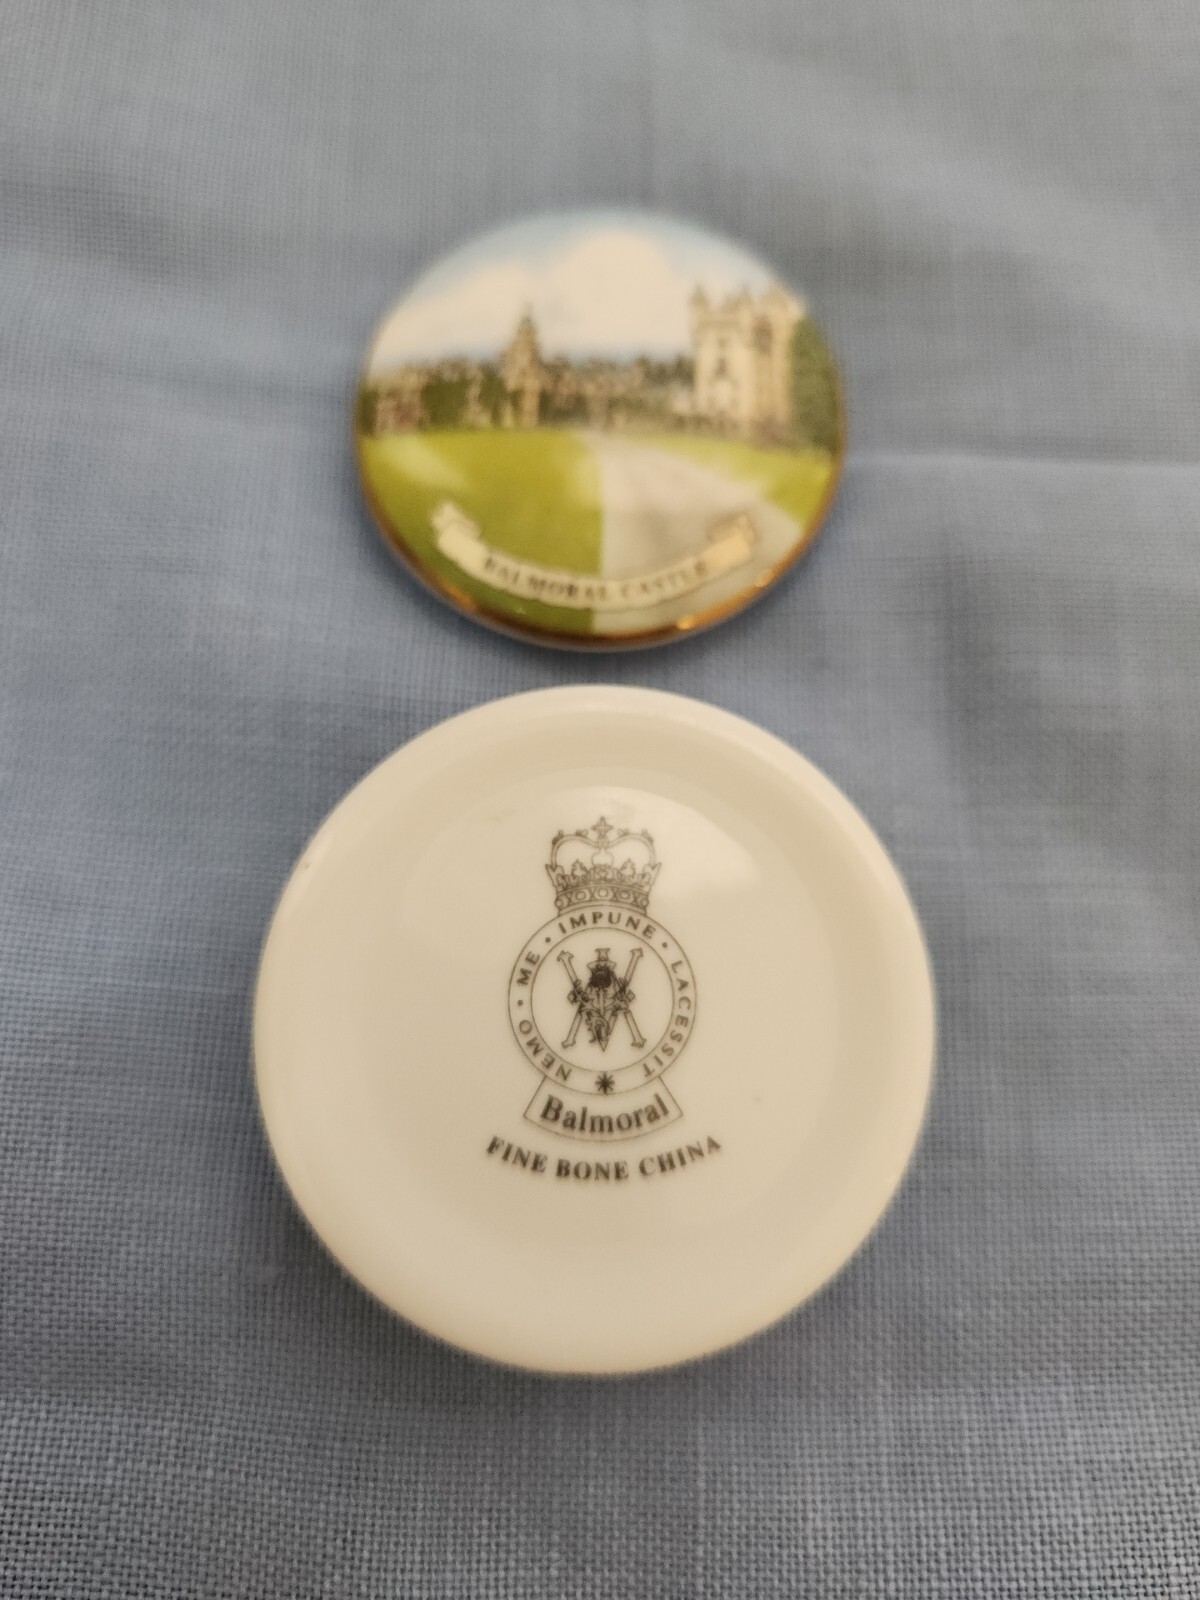 BALMORAL CASTLE
NEMO • ME • IMPUNE • LACESSIT
Balmoral
FINE BONE CHINA